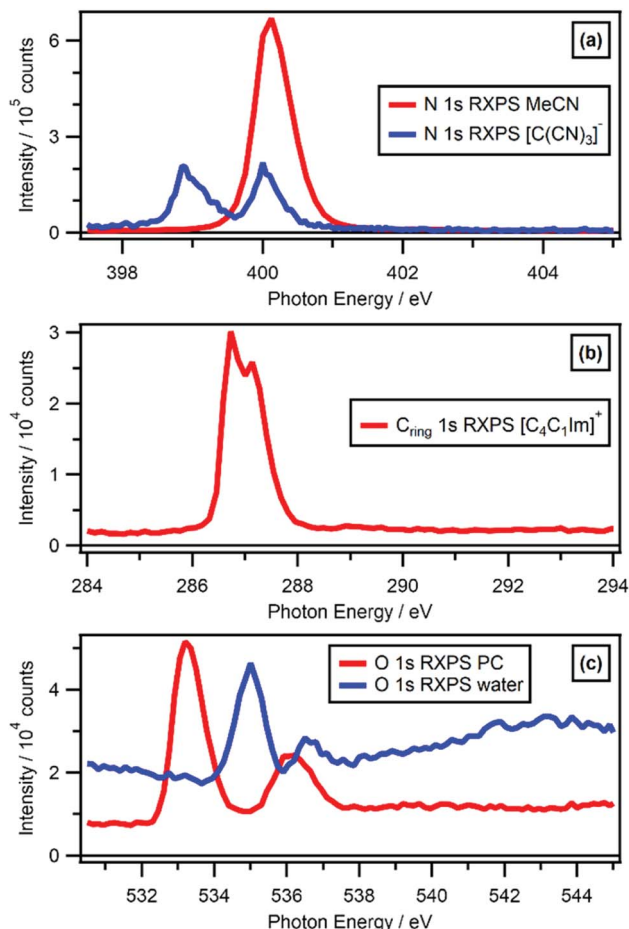 (a)
Intensity / 10⁵ counts
6
3
0
N 1s RXPS MeCN
N 1s RXPS [C(CN)₃]⁻
398 400 402 404
Photon Energy / eV
(b)
Intensity / 10⁴ counts
3
2
1
0
C_ring 1s RXPS [C₄C₁Im]⁺
284 286 288 290 292 294
Photon Energy / eV
(c)
Intensity / 10⁴ counts
4
2
0
O 1s RXPS PC
O 1s RXPS water
532 534 536 538 540 542 544
Photon Energy / eV